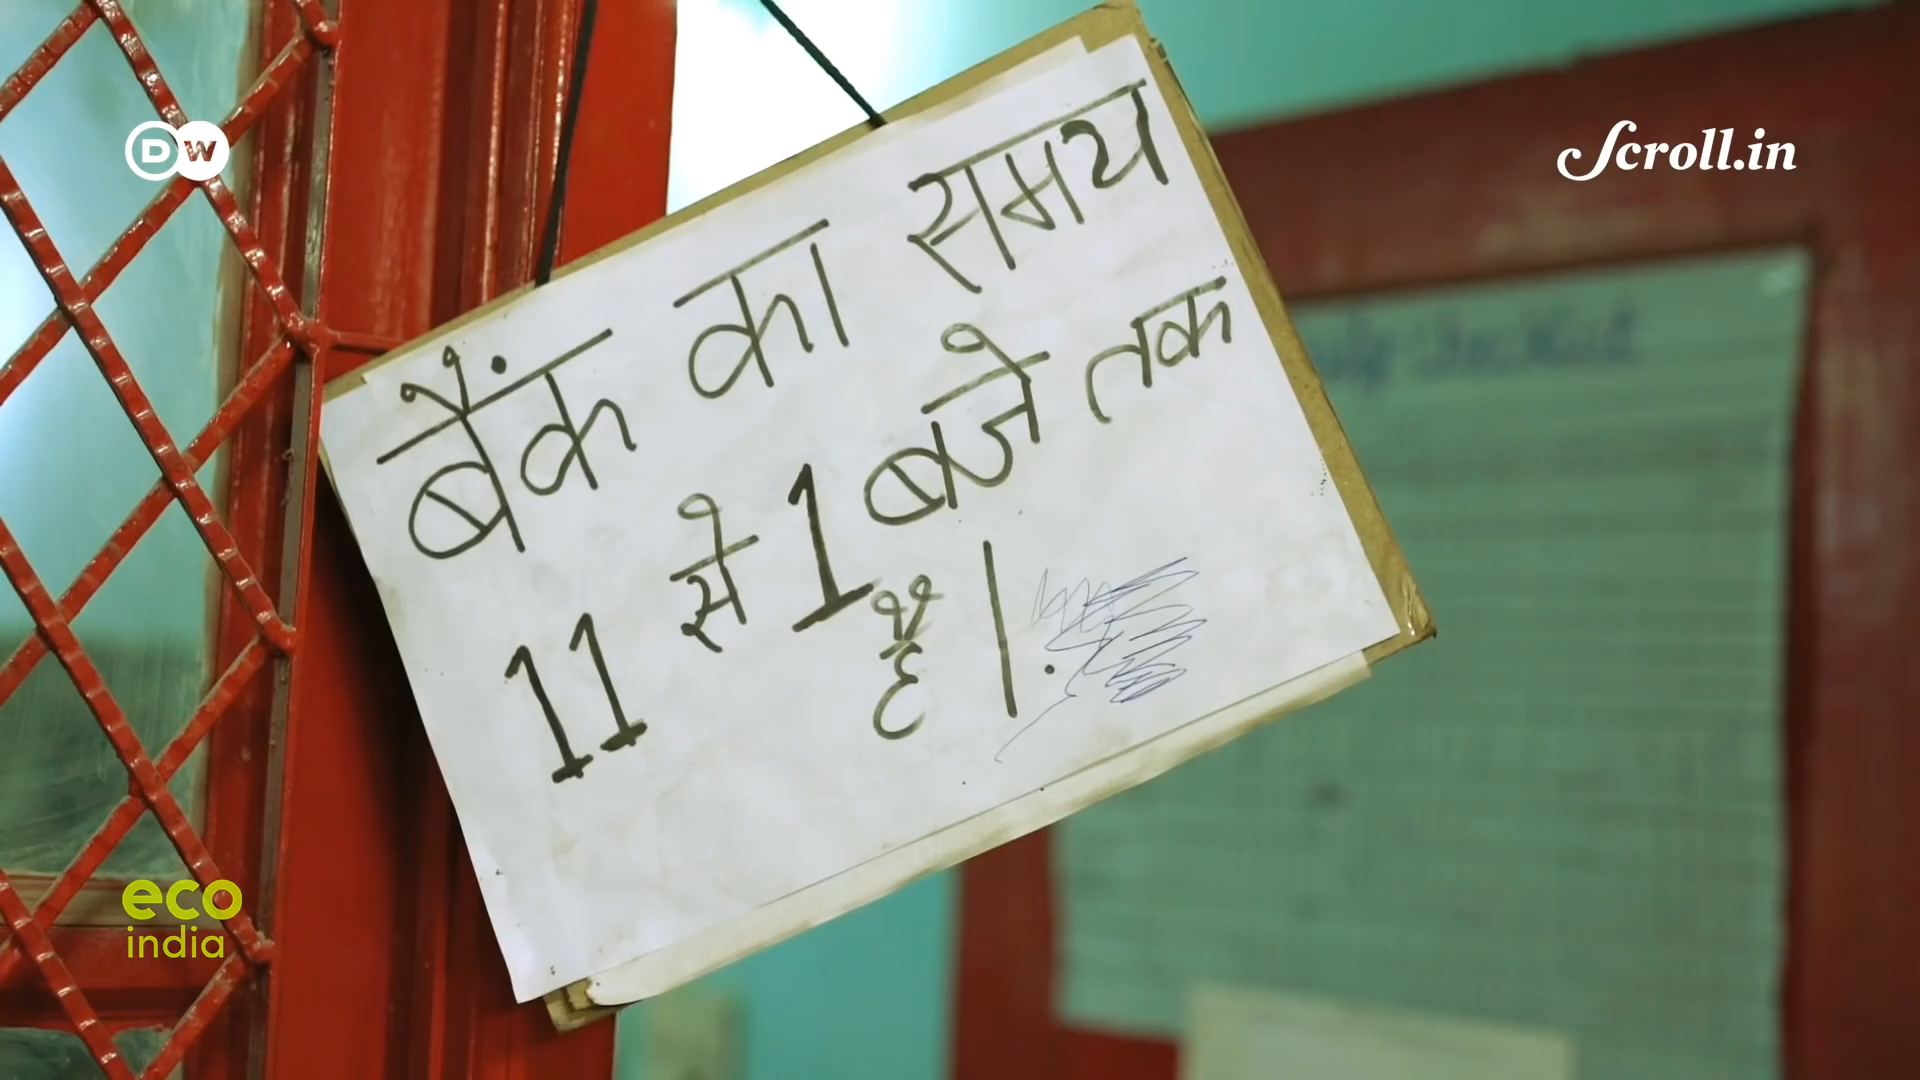 DW
Scroll.in
बैंक का समय
11 से 1 बजे तक
है।
eco
india